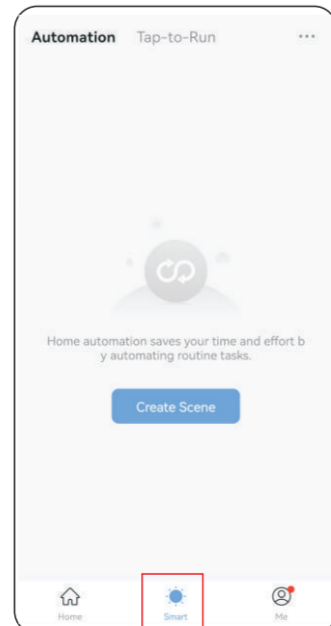 Automation Tap-to-Run ...
Home automation saves your time and effort b
y automating routine tasks.
Create Scene
Home Smart Me